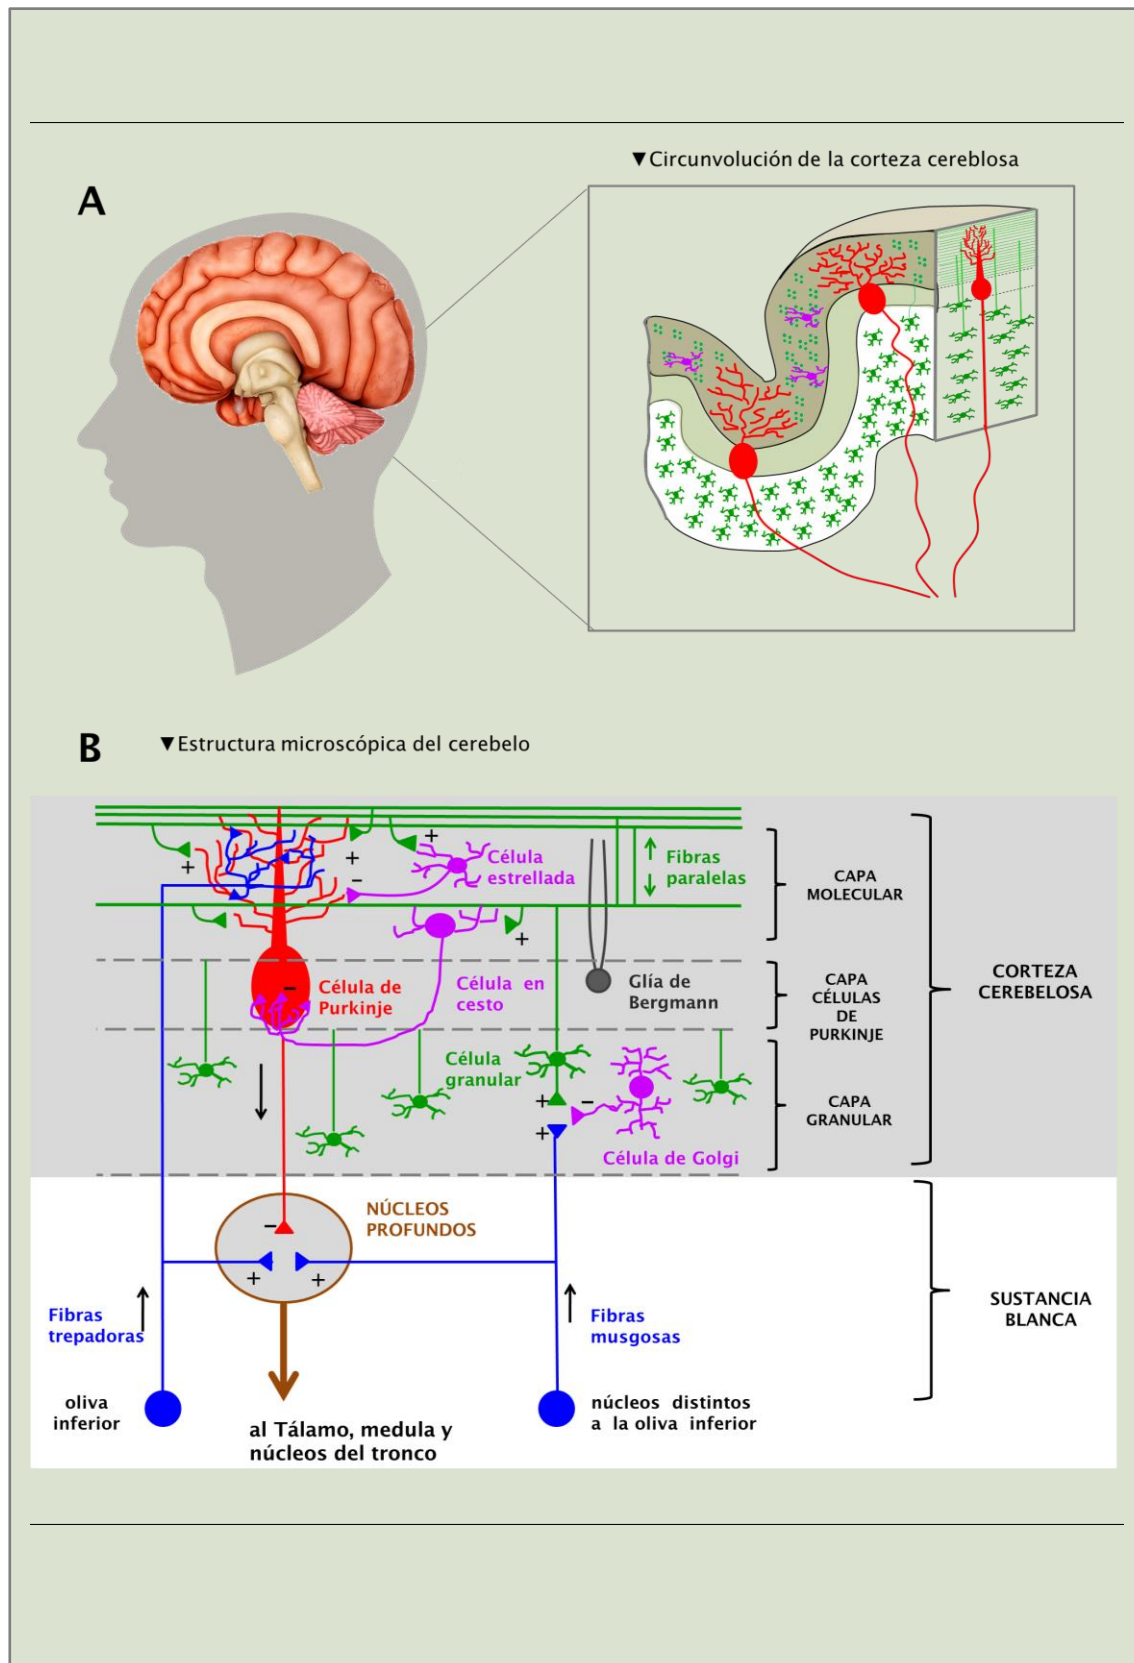 ▼Circunvolución de la corteza cereblosa
A
B
▼Estructura microscópica del cerebelo
+
+
+
-
Célula
estrellada
Fibras
paralelas
CAPA
MOLECULAR
+
-
Célula de
Purkinje
Célula en
cesto
Glía de
Bergmann
CAPA
CÉLULAS
DE
PURKINJE
CORTEZA
CEREBELOSA
Célula
granular
+
-
+
CAPA
GRANULAR
Célula de Golgi
NÚCLEOS
PROFUNDOS
-
+
+
Fibras
trepadoras
Fibras
musgosas
SUSTANCIA
BLANCA
oliva
inferior
núcleos distintos
a la oliva inferior
al Tálamo, medula y
núcleos del tronco